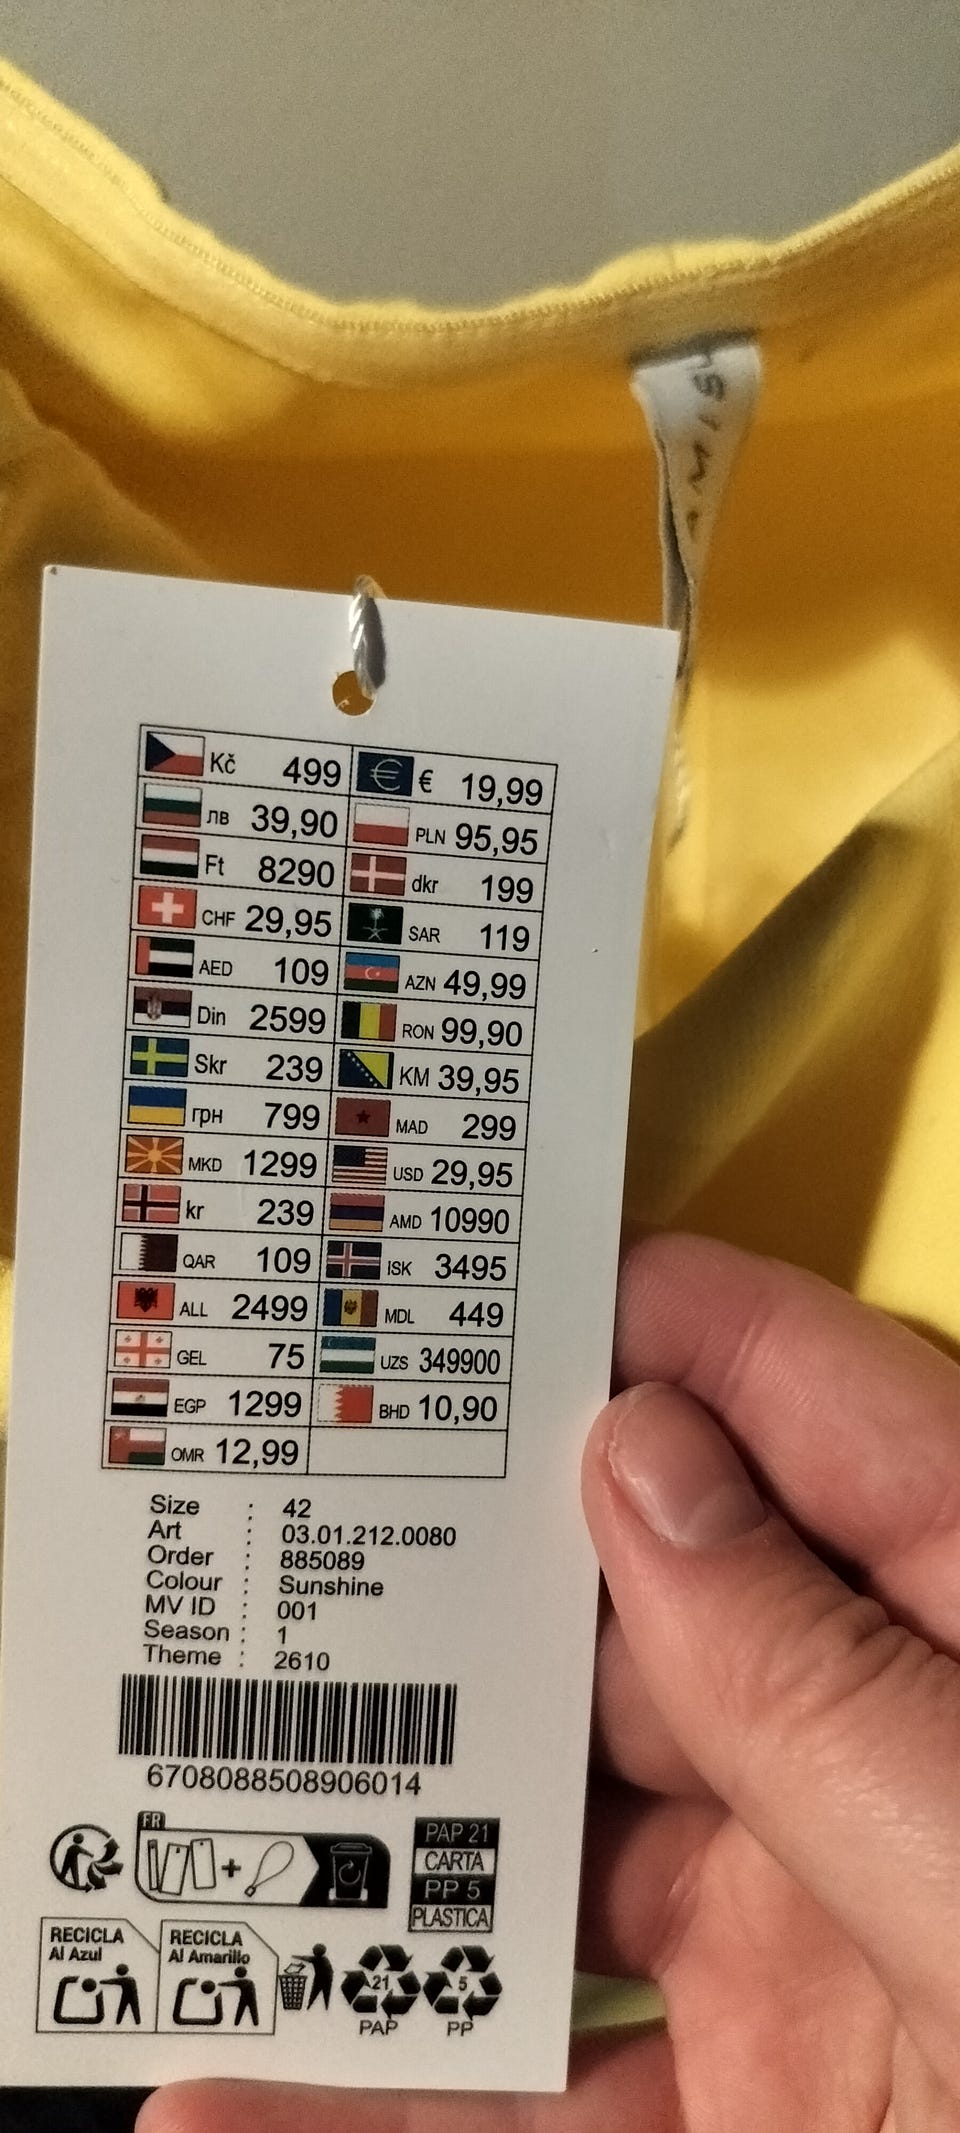 Kč 499 € 19,99
лв 39,90 PLN 95,95
Ft 8290 dkr 199
CHF 29,95 SAR 119
AED 109 AZN 49,99
Din 2599 RON 99,90
Skr 239 KM 39,95
грн 799 MAD 299
MKD 1299 USD 29,95
kr 239 AMD 10990
QAR 109 ISK 3495
ALL 2499 MDL 449
GEL 75 UZS 349900
EGP 1299 BHD 10,90
OMR 12,99
Size : 42
Art : 03.01.212.0080
Order : 885089
Colour : Sunshine
MV ID : 001
Season : 1
Theme : 2610
6708088508906014
FR
+
PAP 21
CARTA
PP 5
PLASTICA
RECICLA
Al Azul
RECICLA
Al Amarillo
21
PAP
5
PP